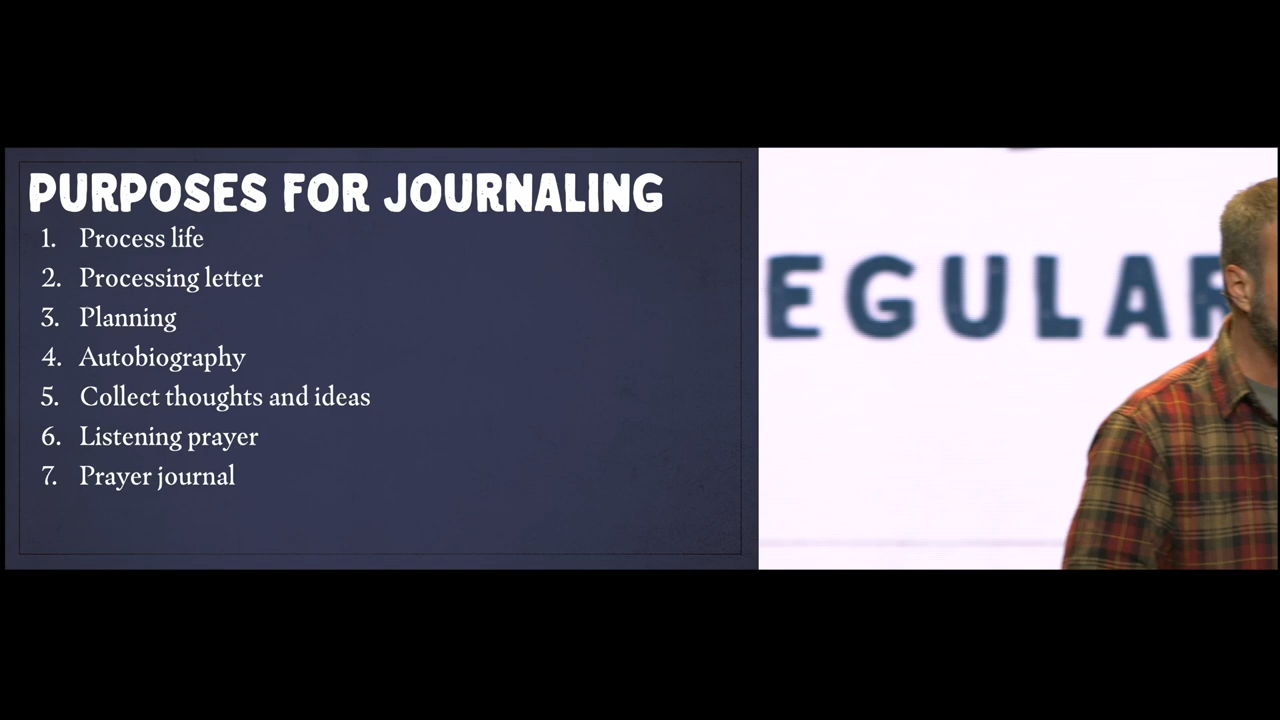 PURPOSES FOR JOURNALING
1. Process life
2. Processing letter
3. Planning
4. Autobiography
5. Collect thoughts and ideas
6. Listening prayer
7. Prayer journal
EGULAR